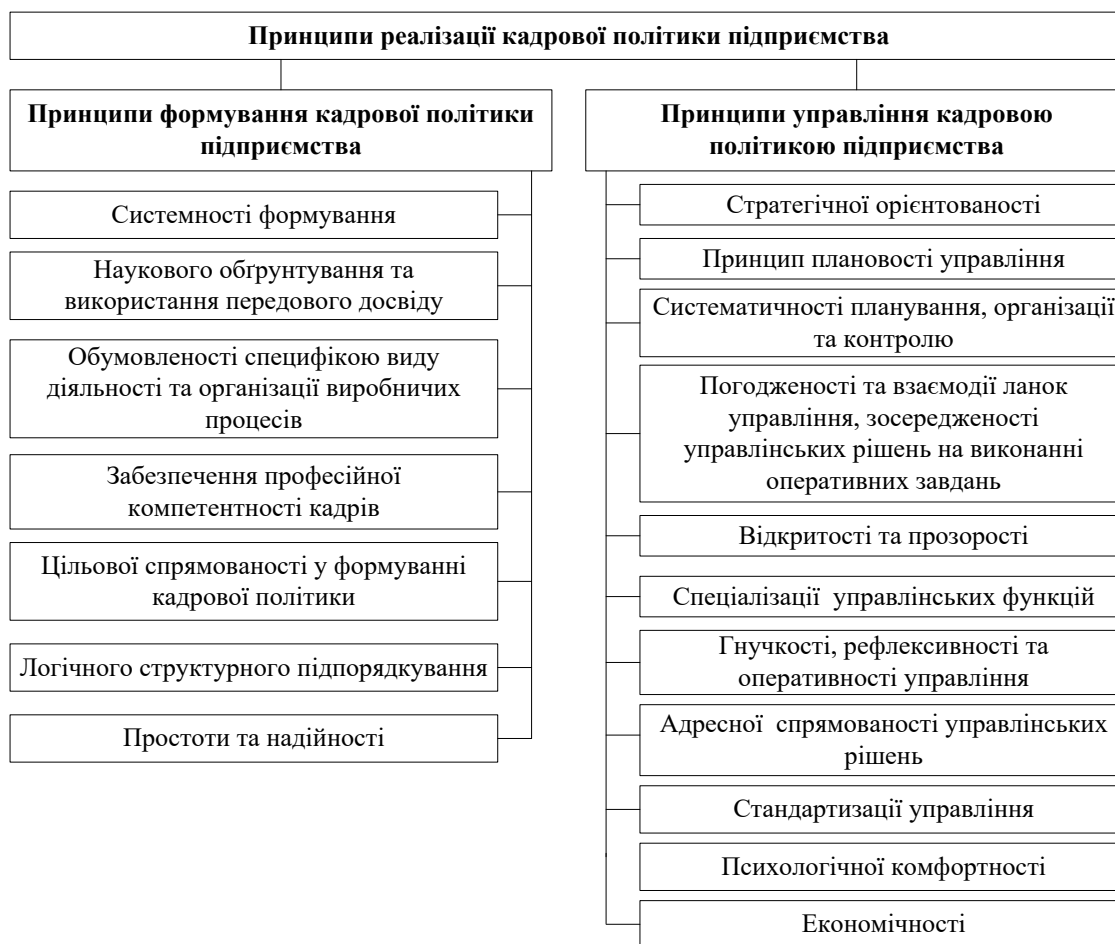 Принципи реалізації кадрової політики підприємства
Принципи формування кадрової політики
підприємства
Системності формування
Наукового обґрунтування та
використання передового досвіду
Обумовленості специфікою виду
діяльності та організації виробничих
процесів
Забезпечення професійної
компетентності кадрів
Цільової спрямованості у формуванні
кадрової політики
Логічного структурного підпорядкування
Простоти та надійності
Принципи управління кадровою
політикою підприємства
Стратегічної орієнтованості
Принцип плановості управління
Систематичності планування, організації
та контролю
Погодженості та взаємодії ланок
управління, зосередженості
управлінських рішень на виконанні
оперативних завдань
Відкритості та прозорості
Спеціалізації управлінських функцій
Гнучкості, рефлексивності та
оперативності управління
Адресної спрямованості управлінських
рішень
Стандартизації управління
Психологічної комфортності
Економічності